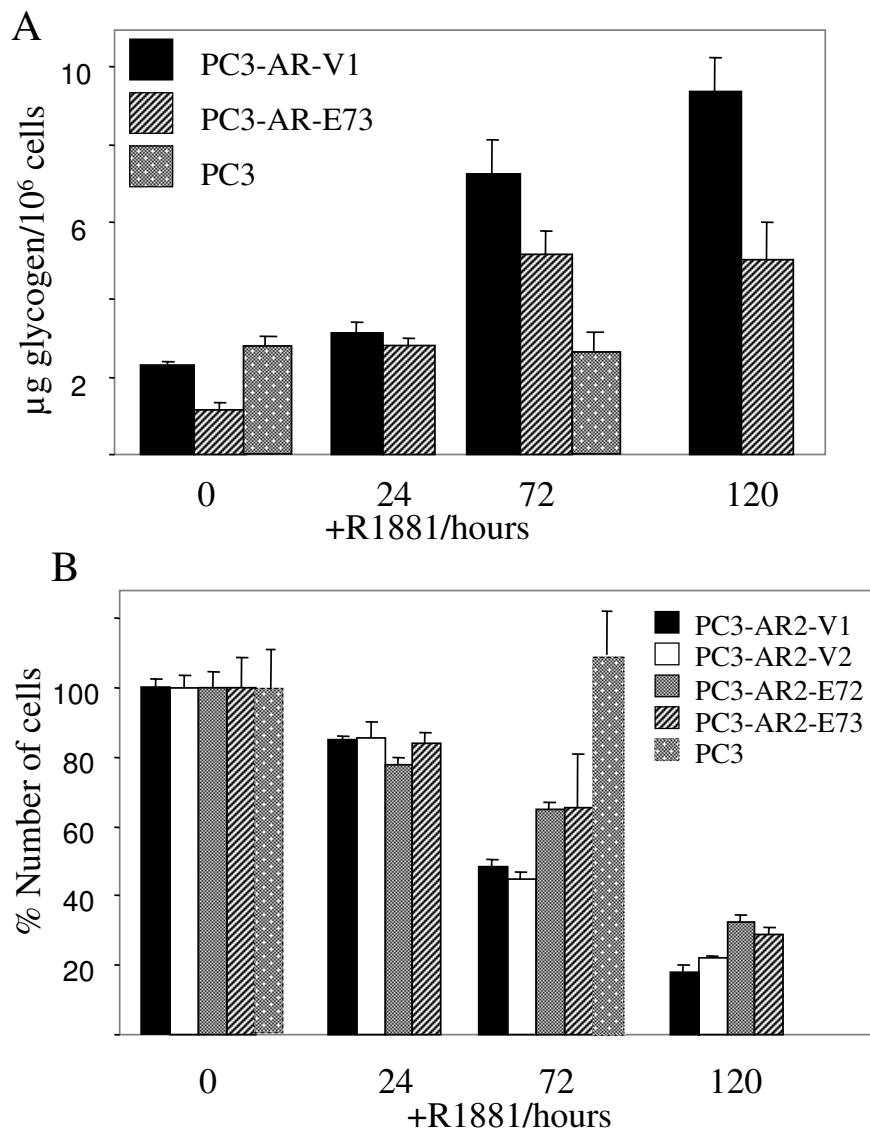 A
PC3-AR-V1
PC3-AR-E73
PC3
µg glycogen/10⁶ cells
10
6
2
0 24 72 120
+R1881/hours
B
PC3-AR2-V1
PC3-AR2-V2
PC3-AR2-E72
PC3-AR2-E73
PC3
% Number of cells
100
80
60
40
20
0 24 72 120
+R1881/hours